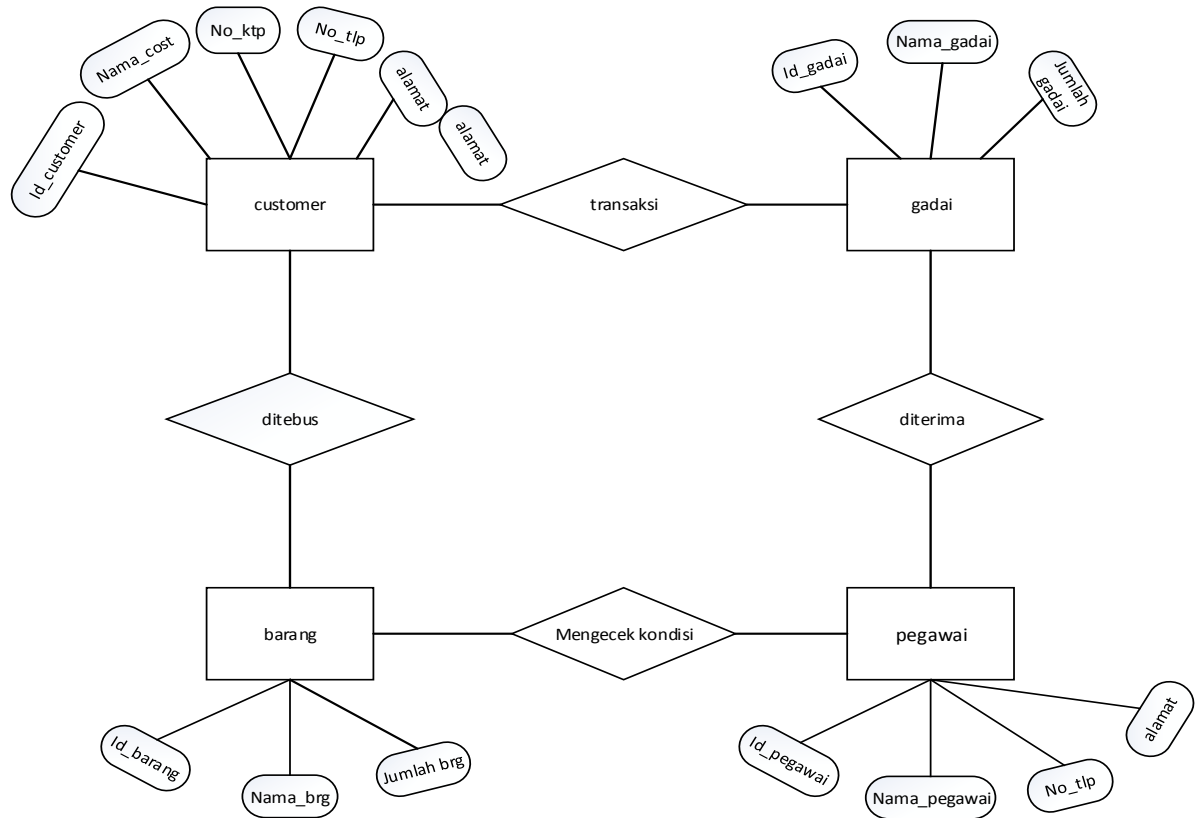 No_ktp
No_tlp
Nama_cost
alamat
alamat
Id_customer
Nama_gadai
Id_gadai
Jumlah
gadai
customer
transaksi
gadai
ditebus
diterima
barang
Mengecek kondisi
pegawai
Id_barang
Nama_brg
Jumlah brg
Id_pegawai
Nama_pegawai
No_tlp
alamat